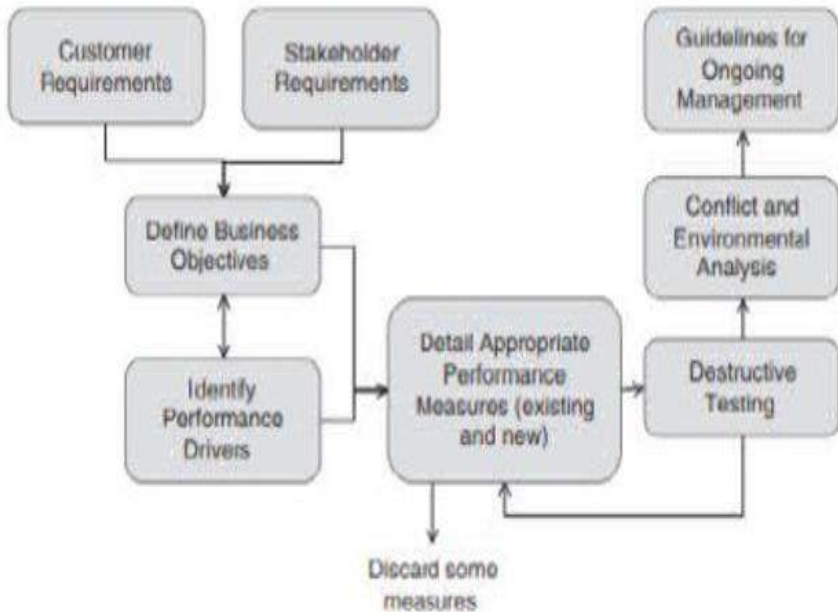 Customer
Requirements
Stakeholder
Requirements
Guidelines for
Ongoing
Management
Define Business
Objectives
Conflict and
Environmental
Analysis
Identify
Performance
Drivers
Detail Appropriate
Performance
Measures (existing
and new)
Destructive
Testing
Discard some
measures